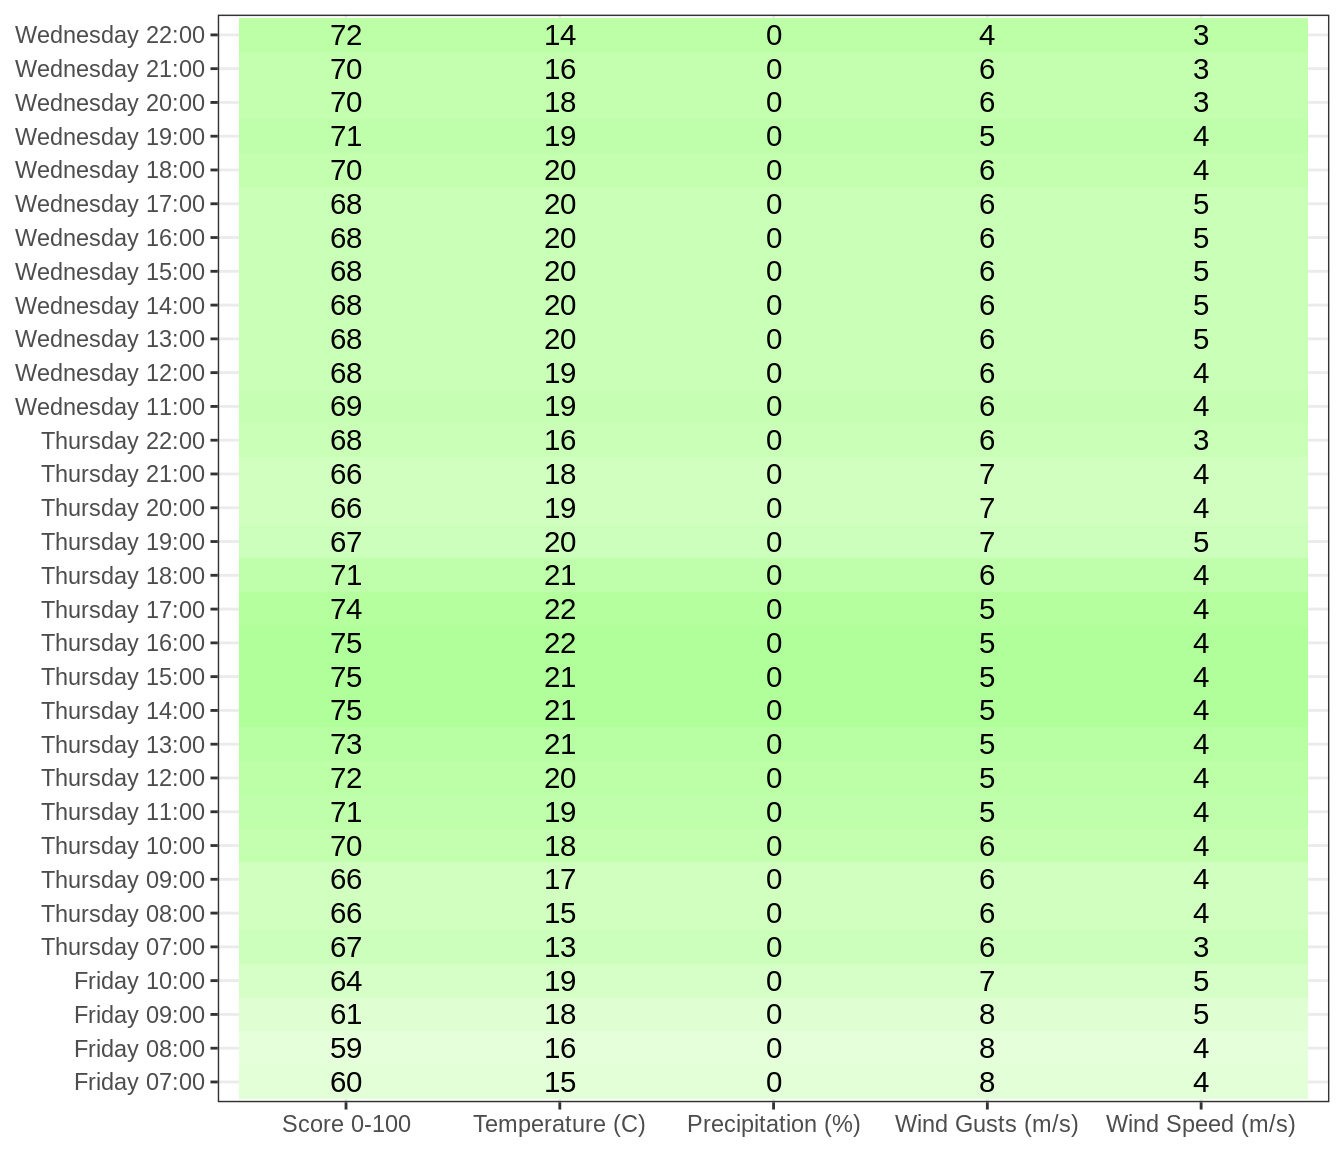 Wednesday 22:00 72 14 0 4 3
Wednesday 21:00 70 16 0 6 3
Wednesday 20:00 70 18 0 6 3
Wednesday 19:00 71 19 0 5 4
Wednesday 18:00 70 20 0 6 4
Wednesday 17:00 68 20 0 6 5
Wednesday 16:00 68 20 0 6 5
Wednesday 15:00 68 20 0 6 5
Wednesday 14:00 68 20 0 6 5
Wednesday 13:00 68 20 0 6 5
Wednesday 12:00 68 19 0 6 4
Wednesday 11:00 69 19 0 6 4
Thursday 22:00 68 16 0 6 3
Thursday 21:00 66 18 0 7 4
Thursday 20:00 66 19 0 7 4
Thursday 19:00 67 20 0 7 5
Thursday 18:00 71 21 0 6 4
Thursday 17:00 74 22 0 5 4
Thursday 16:00 75 22 0 5 4
Thursday 15:00 75 21 0 5 4
Thursday 14:00 75 21 0 5 4
Thursday 13:00 73 21 0 5 4
Thursday 12:00 72 20 0 5 4
Thursday 11:00 71 19 0 5 4
Thursday 10:00 70 18 0 6 4
Thursday 09:00 66 17 0 6 4
Thursday 08:00 66 15 0 6 4
Thursday 07:00 67 13 0 6 3
Friday 10:00 64 19 0 7 5
Friday 09:00 61 18 0 8 5
Friday 08:00 59 16 0 8 4
Friday 07:00 60 15 0 8 4
Score 0-100 Temperature (C) Precipitation (%) Wind Gusts (m/s) Wind Speed (m/s)